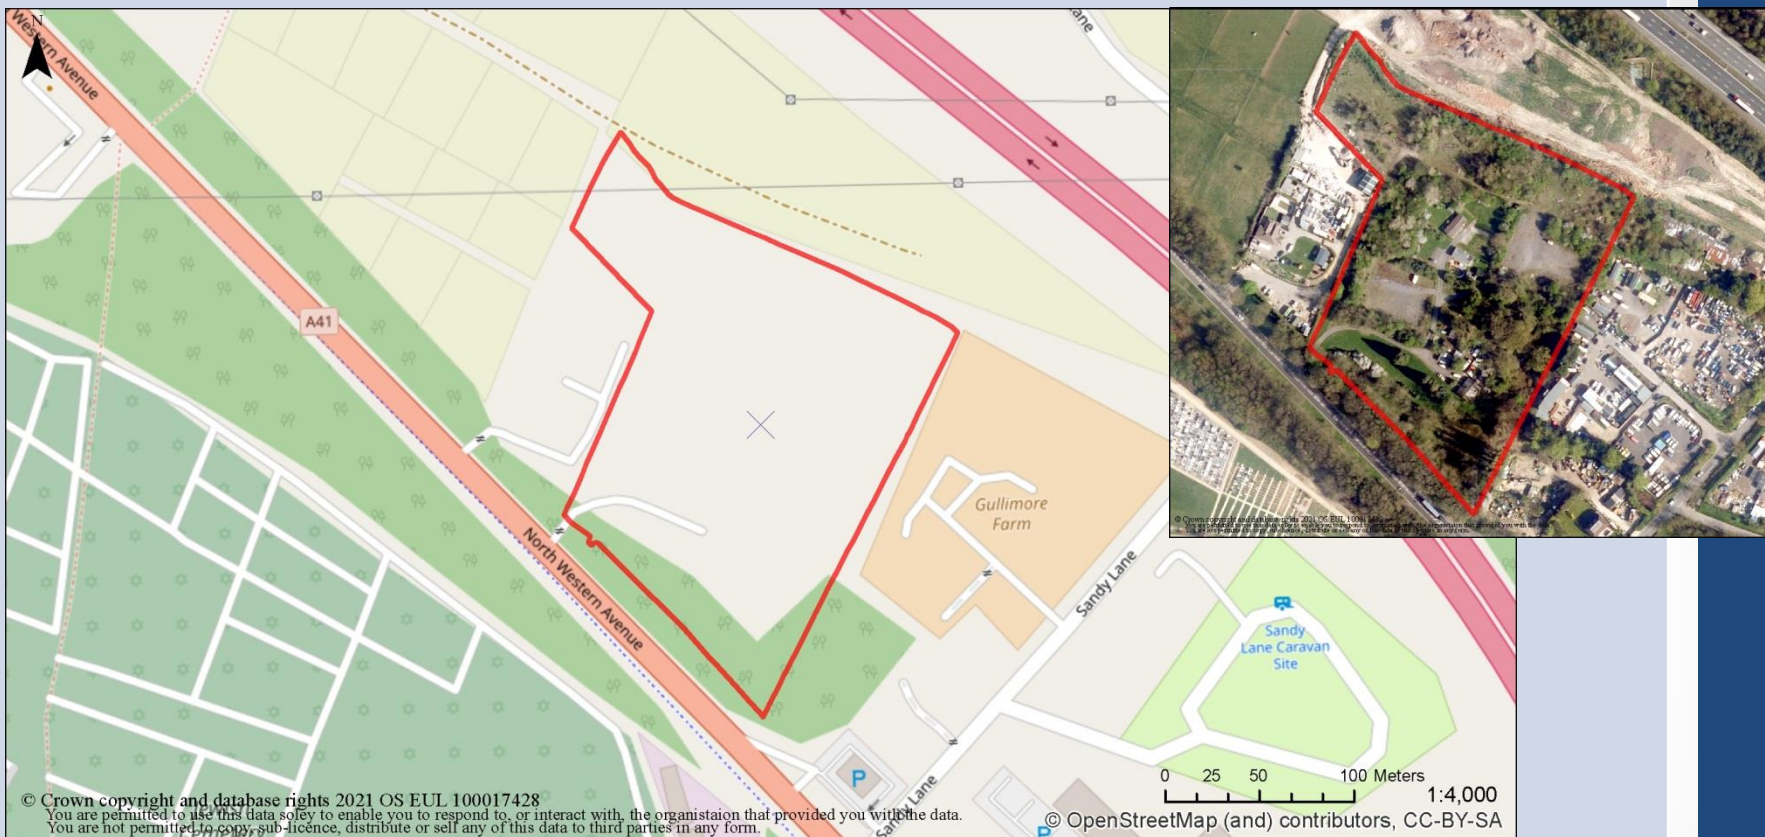 N
Western Avenue
A41
North Western Avenue
Gullimore
Farm
Sandy Lane
Sandy
Lane Caravan
Site
P
Sandy Lane
P
0 25 50 100 Meters
1:4,000
© Crown copyright and database rights 2021 OS EUL 100017428
You are permitted to use this data soley to enable you to respond to, or interact with, the organistaion that provided you with the data.
You are not permitted to copy, sub-licence, distribute or sell any of this data to third parties in any form.
© OpenStreetMap (and) contributors, CC-BY-SA